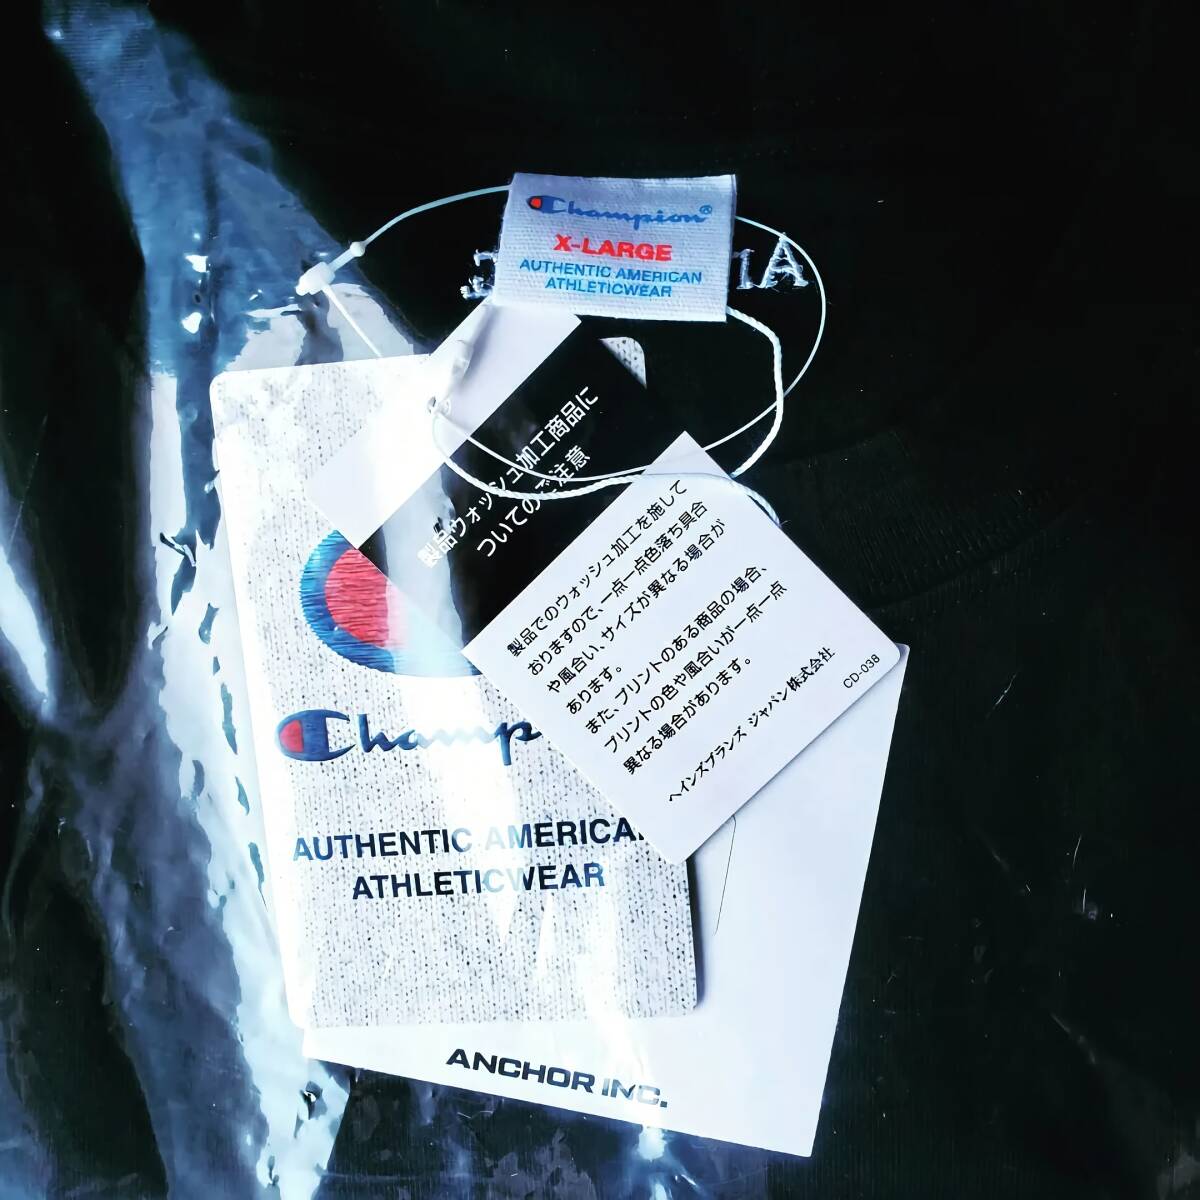 Champion®
X-LARGE
AUTHENTIC AMERICAN
ATHLETICWEAR
製品ウォッシュ加工商品に
ついてのご注意
製品でのウォッシュ加工を施して
おりますので、一点一点色落ち具合
や風合い、サイズが異なる場合が
あります。
また、プリントのある商品の場合、
プリントの色や風合いが一点一点
異なる場合があります。
ヘインズブランズ ジャパン株式会社
CD-038
Champ
AUTHENTIC AMERICA
ATHLETICWEAR
ANCHOR INC.